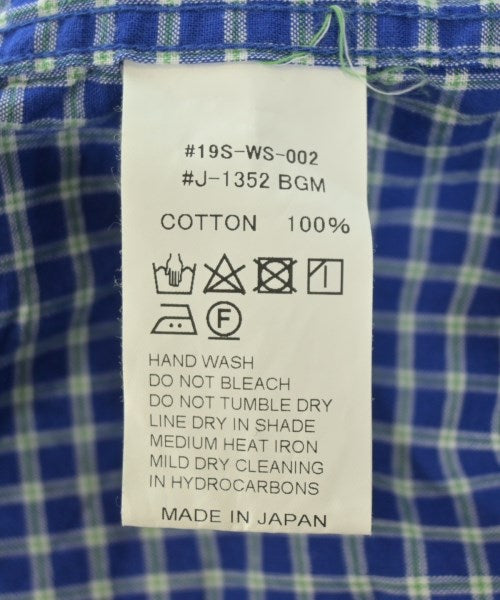 #19S-WS-002
#J-1352 BGM
COTTON 100%
F
HAND WASH
DO NOT BLEACH
DO NOT TUMBLE DRY
LINE DRY IN SHADE
MEDIUM HEAT IRON
MILD DRY CLEANING
IN HYDROCARBONS
MADE IN JAPAN